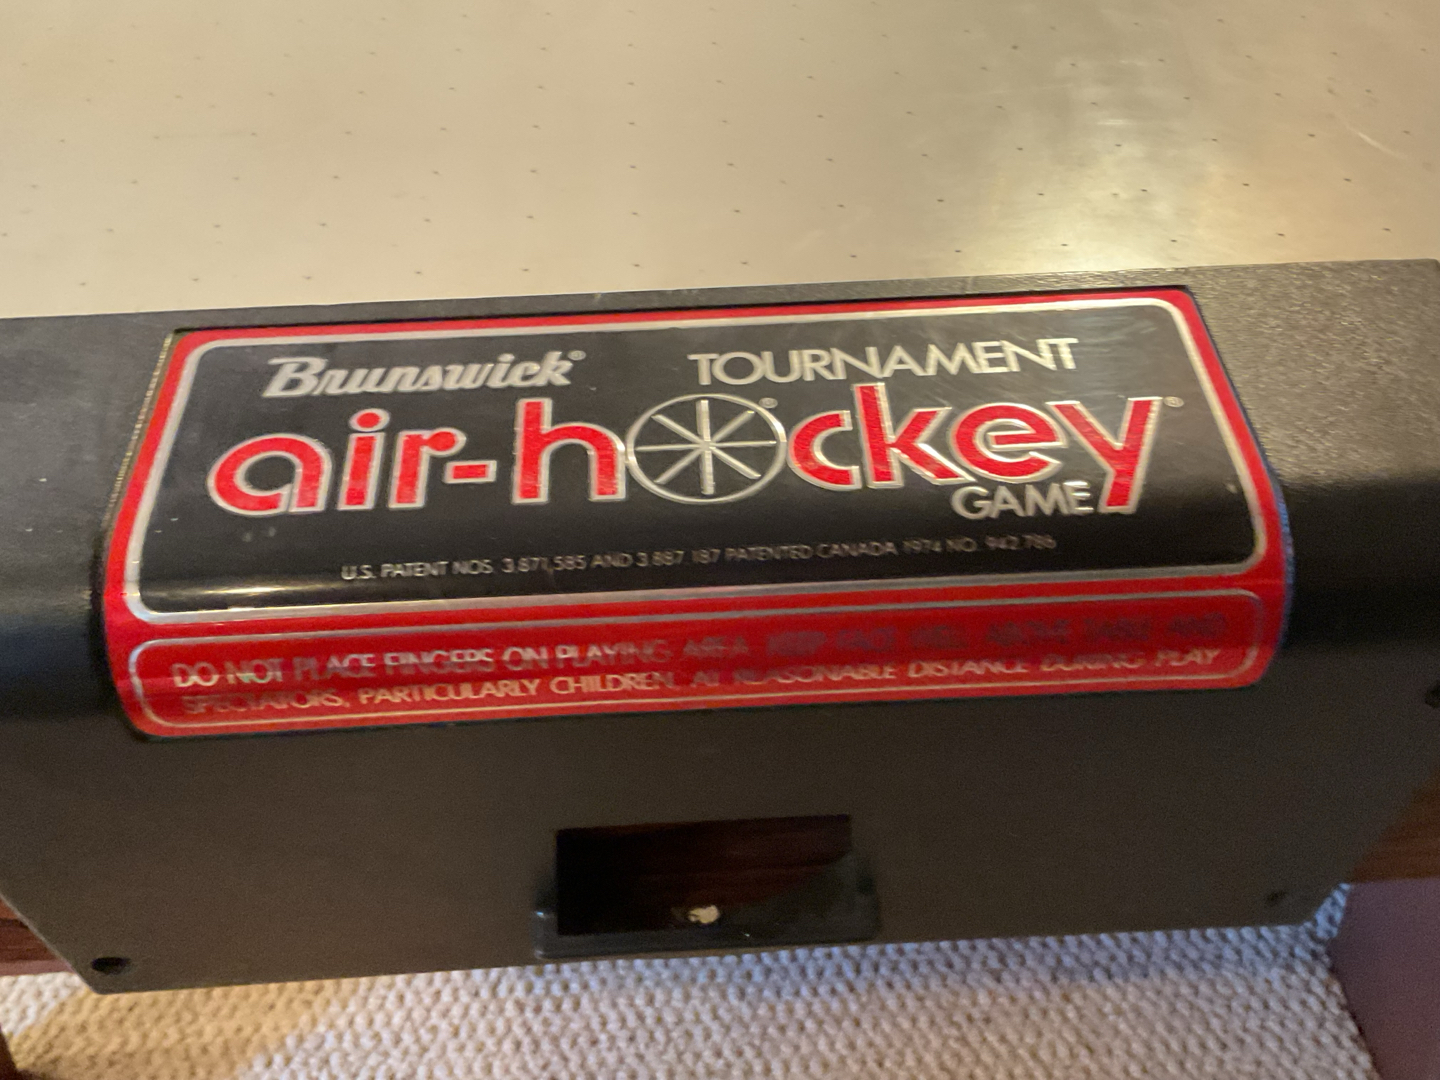 Brunswick®
TOURNAMENT
air-hockey®
GAME
U.S. PATENT NOS. 3,871,585 AND 3,887,187 PATENTED CANADA 1974 NO. 942,786
DO NOT PLACE FINGERS ON PLAYING AREA. KEEP FACE WELL ABOVE TABLE AND
SPECTATORS, PARTICULARLY CHILDREN, AT REASONABLE DISTANCE DURING PLAY